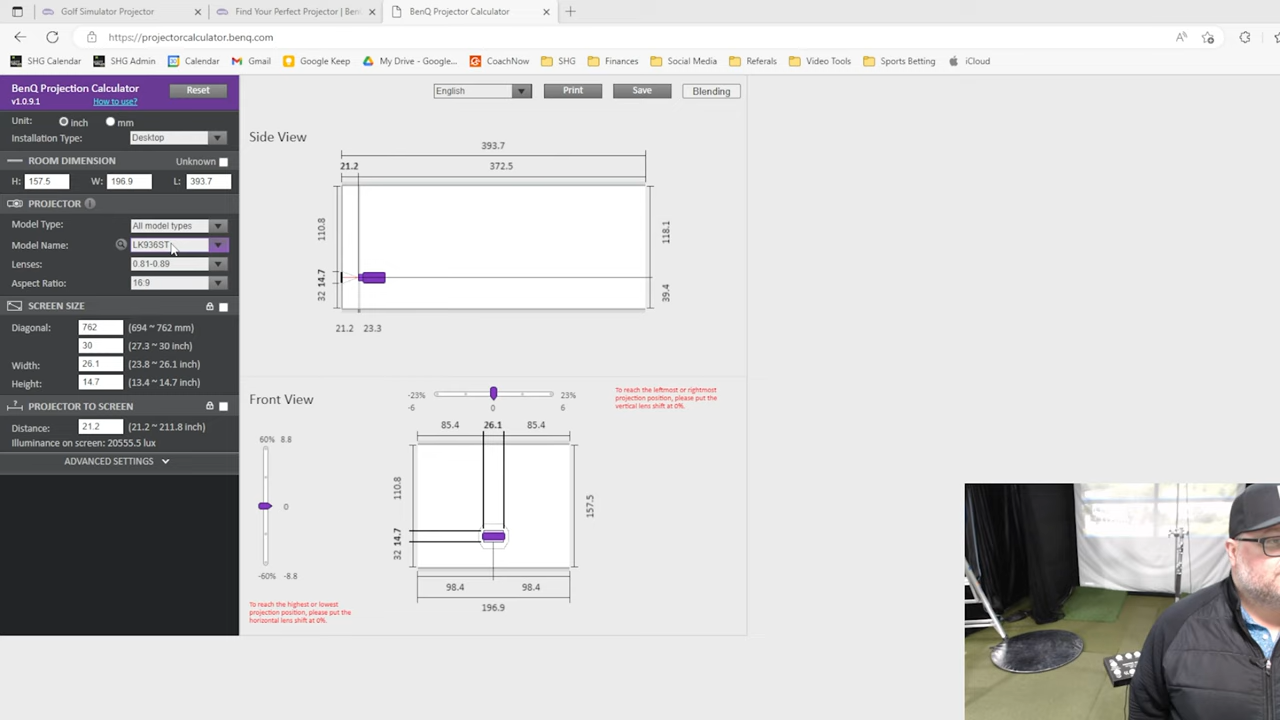 Golf Simulator Projector
Find Your Perfect Projector | Ben
BenQ Projector Calculator
https://projectorcalculator.benq.com
SHG Calendar SHG Admin Calendar Gmail Google Keep My Drive - Google... CoachNow SHG Finances Social Media Referals Video Tools Sports Betting iCloud
BenQ Projection Calculator Reset
v1.0.9.1 How to use?
Unit: inch mm
Installation Type: Desktop
ROOM DIMENSION Unknown
H: 157.5 W: 196.9 L: 393.7
PROJECTOR
Model Type: All model types
Model Name: LK936ST
Lenses: 0.81-0.89
Aspect Ratio: 16:9
SCREEN SIZE
Diagonal: 762 (694 ~ 762 mm)
30 (27.3 ~ 30 inch)
Width: 26.1 (23.8 ~ 26.1 inch)
Height: 14.7 (13.4 ~ 14.7 inch)
PROJECTOR TO SCREEN
Distance: 21.2 (21.2 ~ 211.8 inch)
Illuminance on screen: 20555.5 lux
ADVANCED SETTINGS
English Print Save Blending
Side View
393.7
21.2 372.5
110.8
118.1
14.7
32
39.4
21.2 23.3
Front View
-23% 23%
-6 0 6
To reach the leftmost or rightmost
projection position, please put the
vertical lens shift at 0%.
85.4 26.1 85.4
60% 8.8
110.8
157.5
0
14.7
32
-60% -8.8
98.4 98.4
196.9
To reach the highest or lowest
projection position, please put the
horizontal lens shift at 0%.